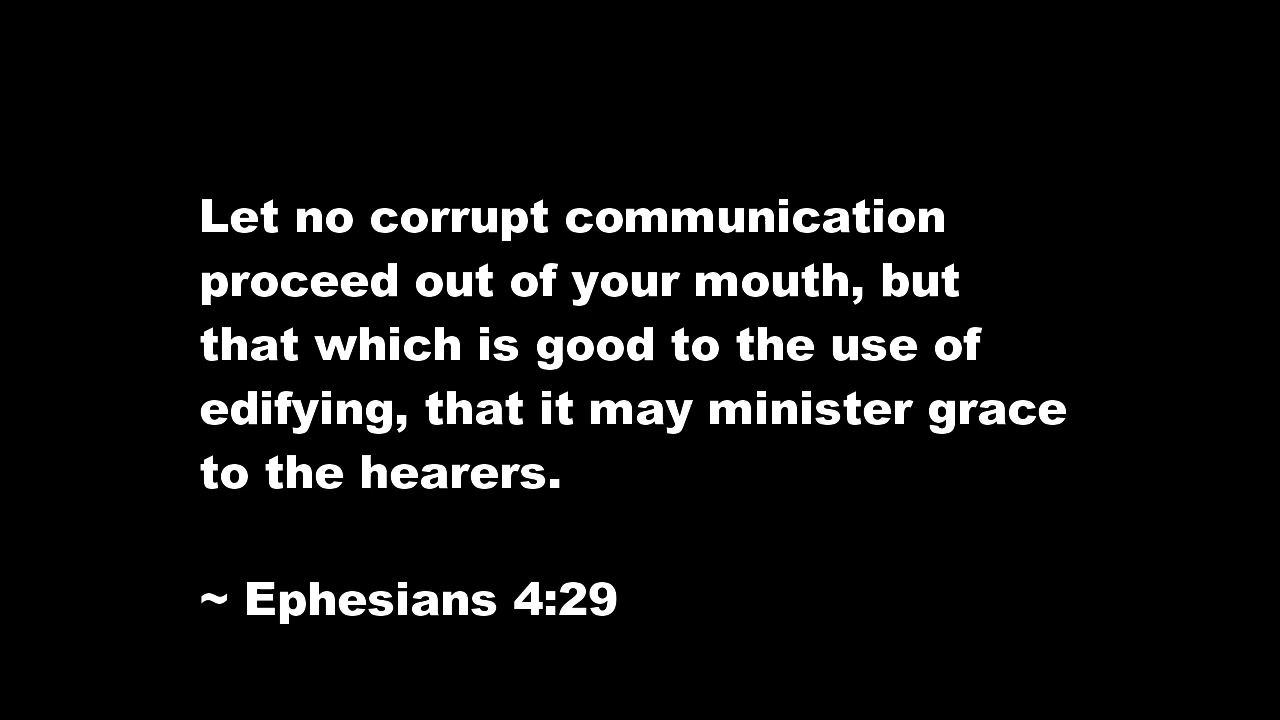 Let no corrupt communication
proceed out of your mouth, but
that which is good to the use of
edifying, that it may minister grace
to the hearers.
~ Ephesians 4:29